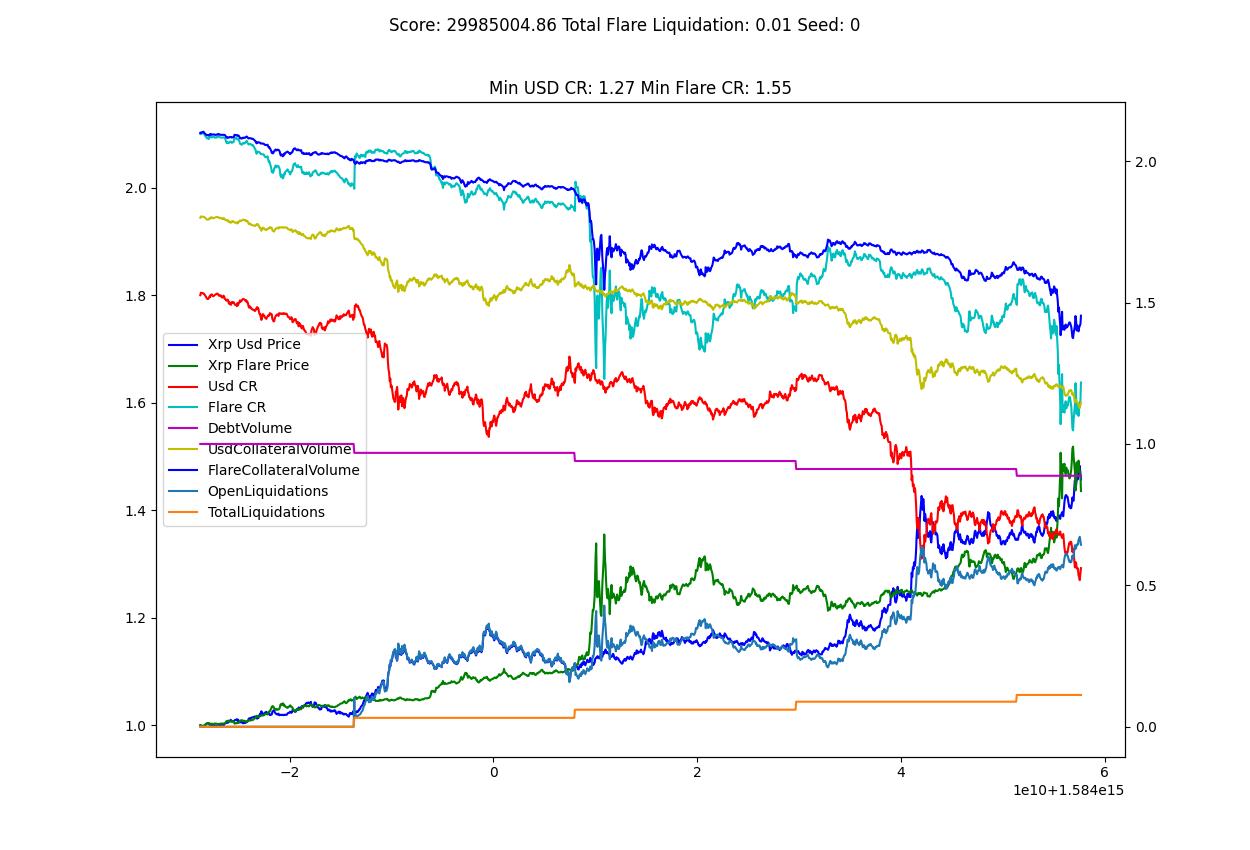 Score: 29985004.86 Total Flare Liquidation: 0.01 Seed: 0
Min USD CR: 1.27 Min Flare CR: 1.55
2.0
1.8
1.6
1.4
1.2
1.0
Xrp Usd Price
Xrp Flare Price
Usd CR
Flare CR
DebtVolume
UsdCollateralVolume
FlareCollateralVolume
OpenLiquidations
TotalLiquidations
2.0
1.5
1.0
0.5
0.0
−2 0 2 4 6
1e10+1.584e15